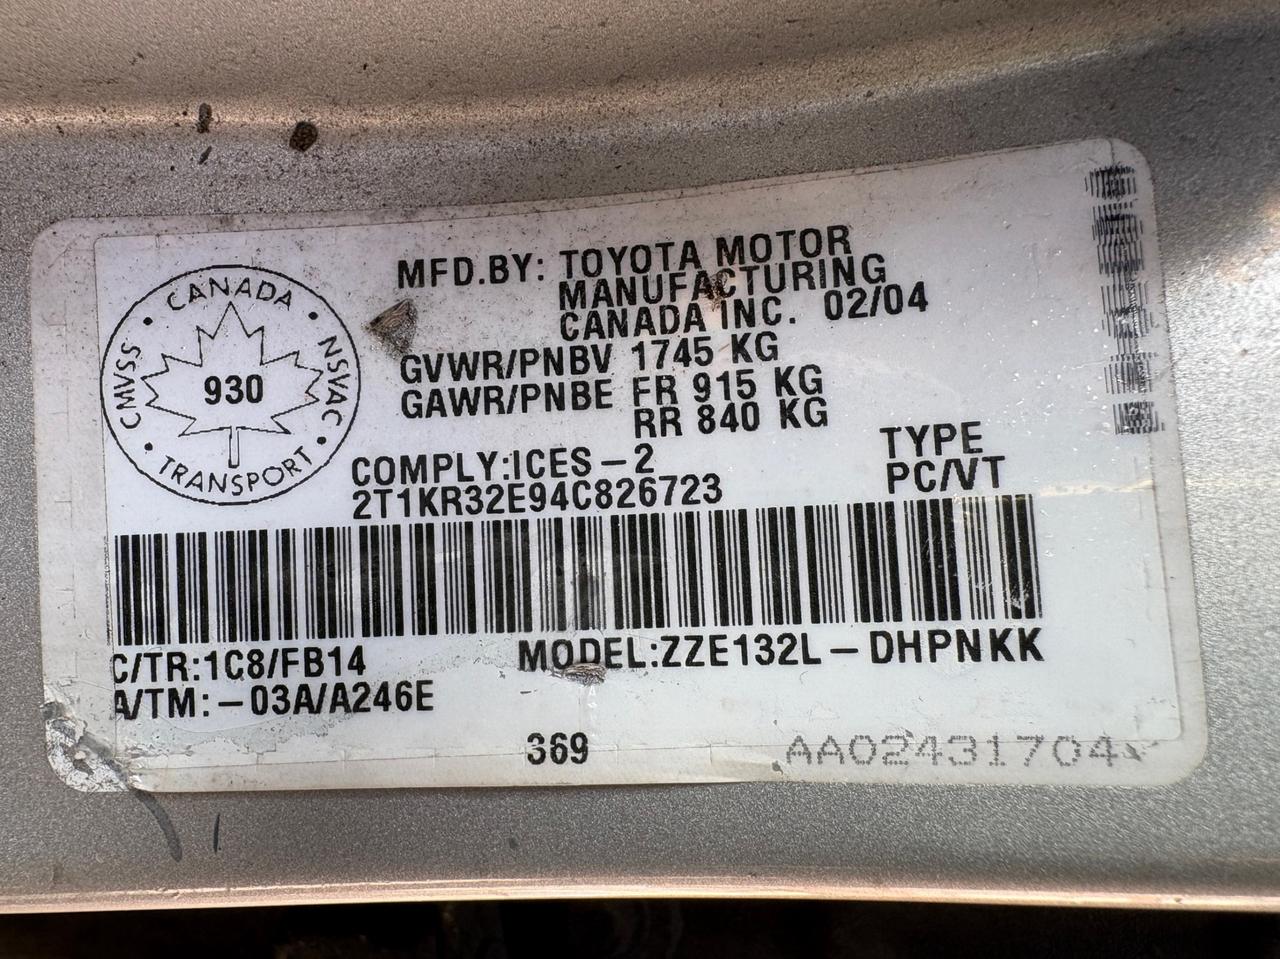 CANADA
NSVAC
TRANSPORT
CMVSS
930
MFD.BY: TOYOTA MOTOR
MANUFACTURING
CANADA INC. 02/04
GVWR/PNBV 1745 KG
GAWR/PNBE FR 915 KG
RR 840 KG
TYPE
COMPLY:ICES-2
PC/VT
2T1KR32E94C826723
C/TR:1C8/FB14
MODEL:ZZE132L-DHPNKK
A/TM:-03A/A246E
369
AA02431704